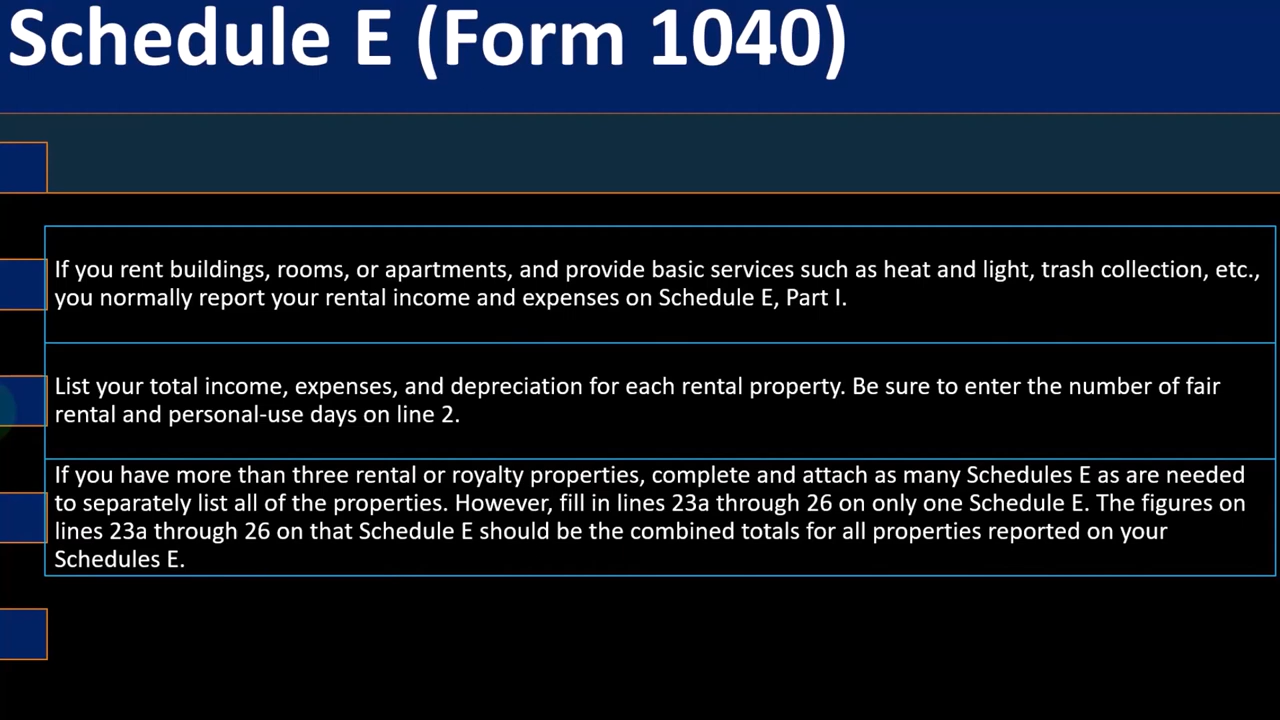 Schedule E (Form 1040)
If you rent buildings, rooms, or apartments, and provide basic services such as heat and light, trash collection, etc.,
you normally report your rental income and expenses on Schedule E, Part I.
List your total income, expenses, and depreciation for each rental property. Be sure to enter the number of fair
rental and personal-use days on line 2.
If you have more than three rental or royalty properties, complete and attach as many Schedules E as are needed
to separately list all of the properties. However, fill in lines 23a through 26 on only one Schedule E. The figures on
lines 23a through 26 on that Schedule E should be the combined totals for all properties reported on your
Schedules E.